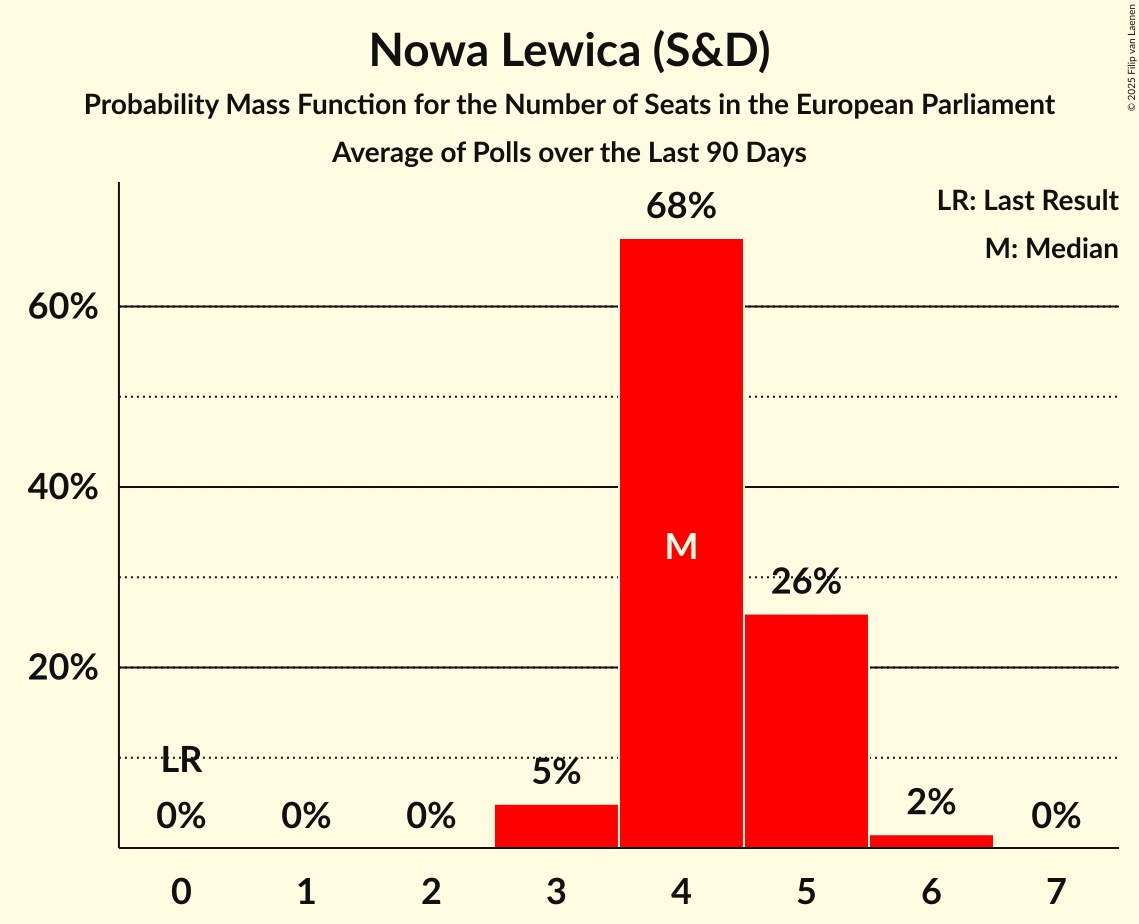 Nowa Lewica (S&D)
Probability Mass Function for the Number of Seats in the European Parliament
Average of Polls over the Last 90 Days
© 2025 Filip van Laenen
LR: Last Result
M: Median
68%
60%
40%
M
26%
20%
LR
5%
0% 0% 0% 2% 0%
0 1 2 3 4 5 6 7